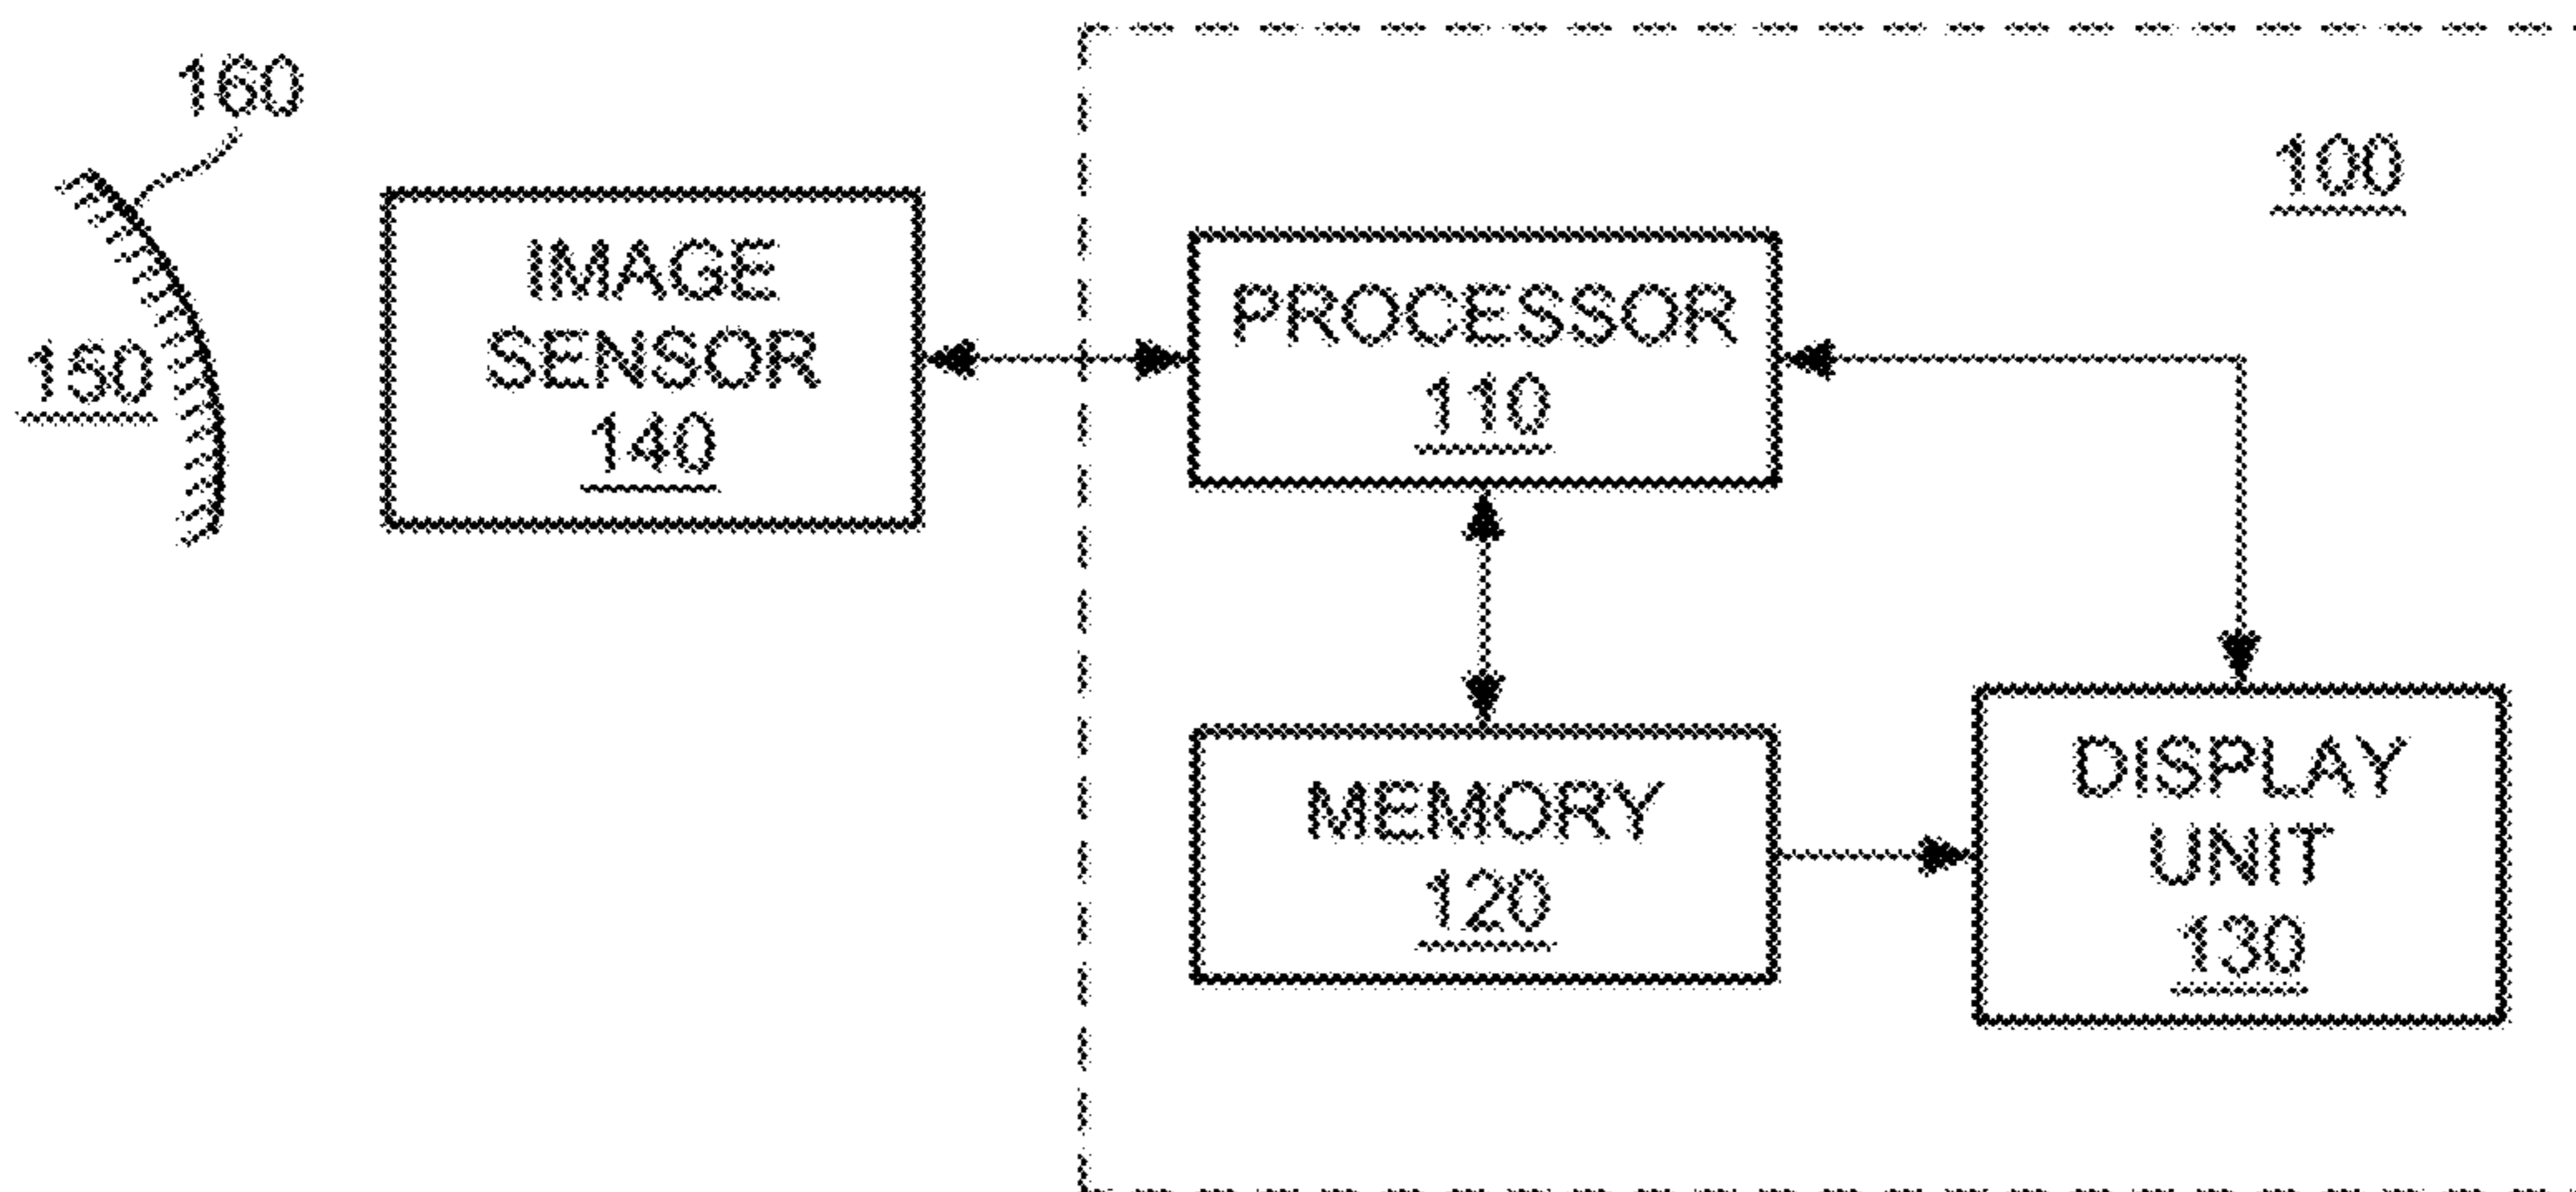 160
150
IMAGE
SENSOR
140
100
PROCESSOR
110
MEMORY
120
DISPLAY
UNIT
130